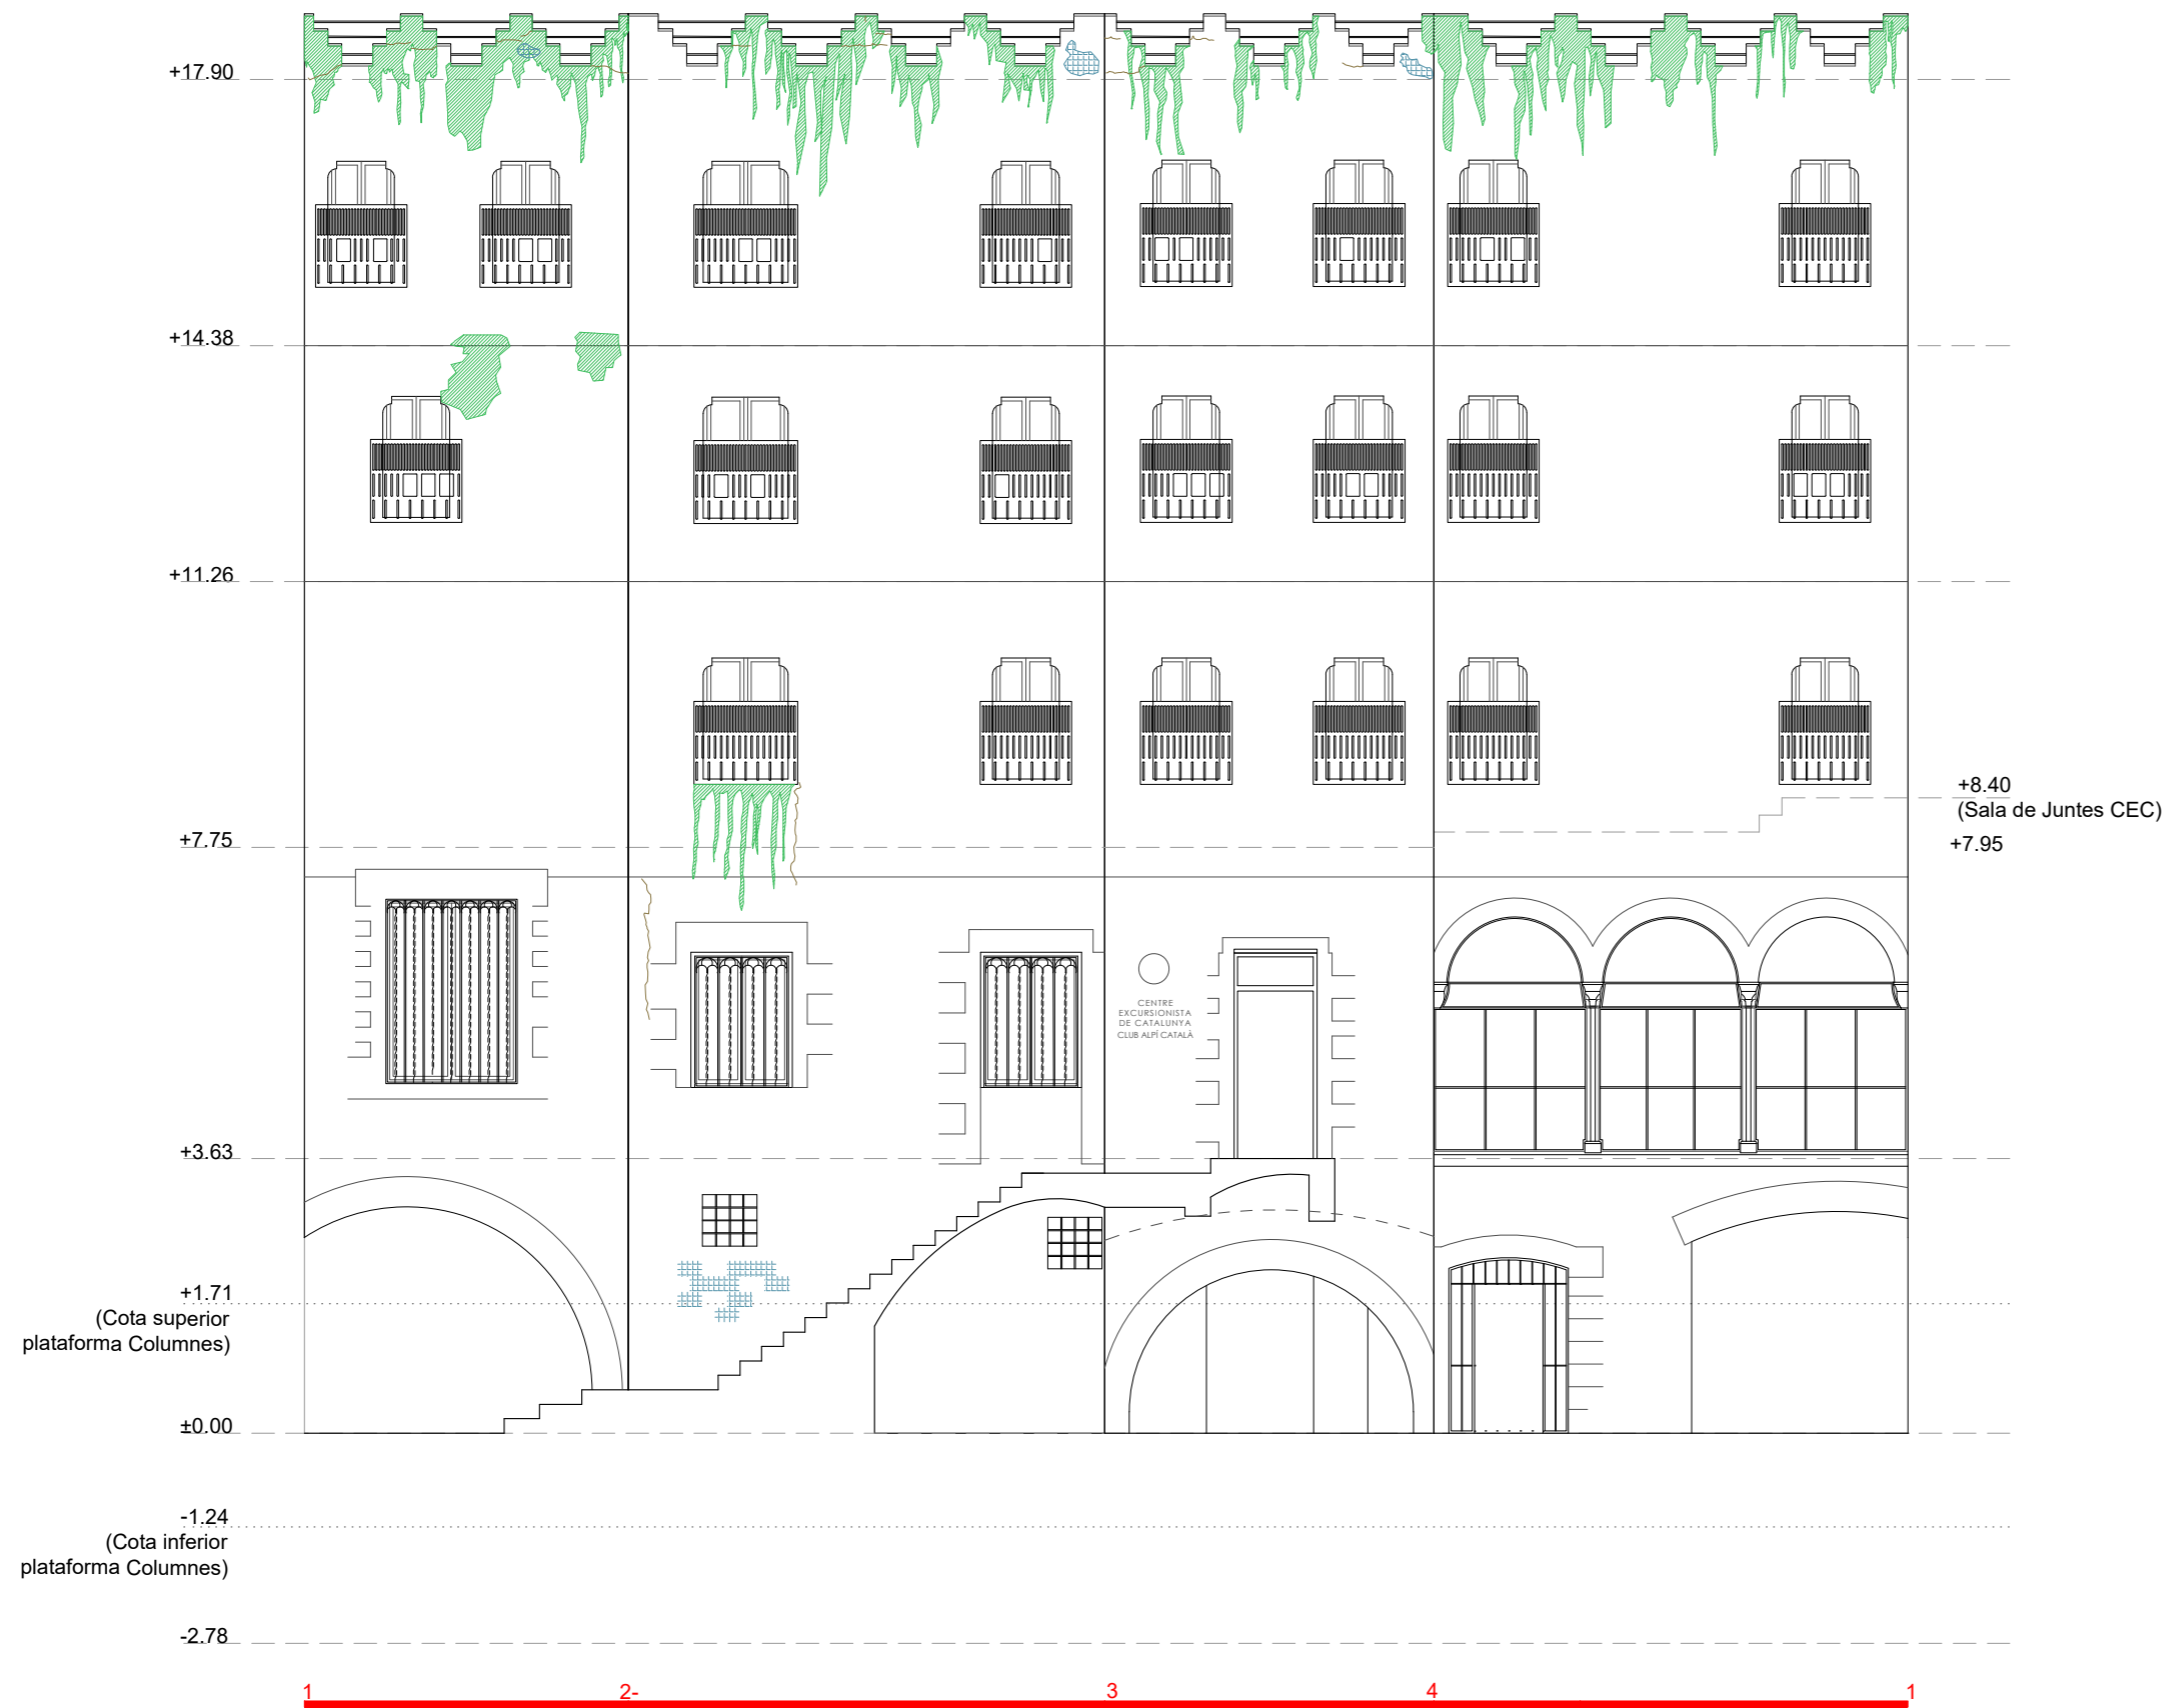 +17.90
+14.38
+11.26
+8.40
(Sala de Juntes CEC)
+7.75
+7.95
CENTRE
EXCURSIONISTA
DE CATALUNYA
CLUB ALPÍ CATALÀ
+3.63
+1.71
(Cota superior
plataforma Columnes)
±0.00
-1.24
(Cota inferior
plataforma Columnes)
-2.78
1 2- 3 4 1